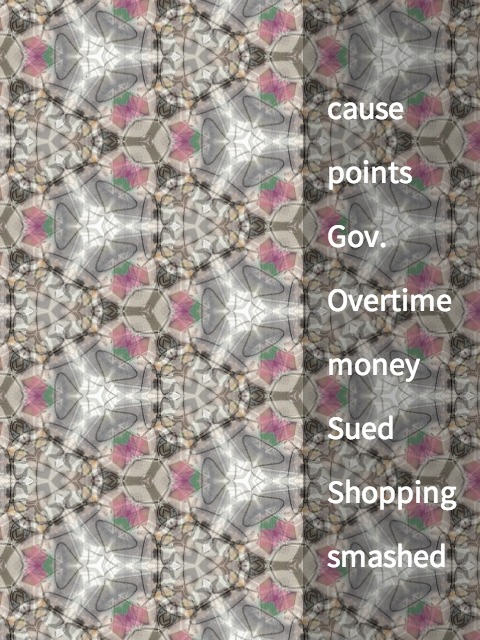 cause
points
Gov.
Overtime
money
Sued
Shopping
smashed